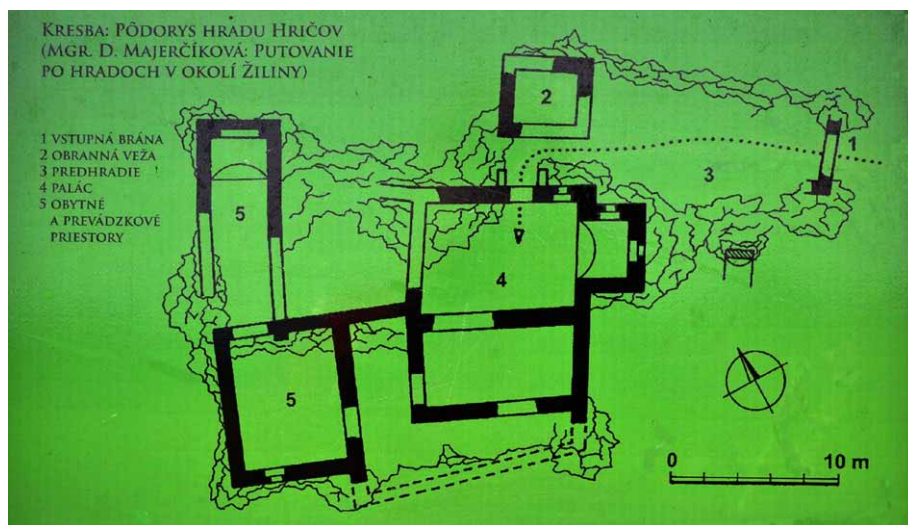 KRESBA: PÔDORYS HRADU HRIČOV
(MGR. D. MAJERČÍKOVÁ: PUTOVANIE
PO HRADOCH V OKOLÍ ŽILINY)
1 VSTUPNÁ BRÁNA
2 OBRANNÁ VEŽA
3 PREDHRADIE
4 PALÁC
5 OBYTNÉ
A PREVÁDZKOVÉ
PRIESTORY
2
1
3
5
4
5
0 10 m